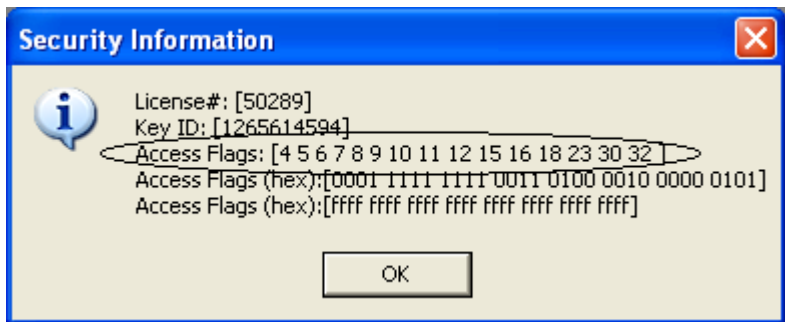 Security Information
License#: [50289]
Key ID: [1265614594]
Access Flags: [4 5 6 7 8 9 10 11 12 15 16 18 23 30 32 ]
Access Flags (hex):[0001 1111 1111 0011 0100 0010 0000 0101]
Access Flags (hex):[ffff ffff ffff ffff ffff ffff ffff ffff]
OK